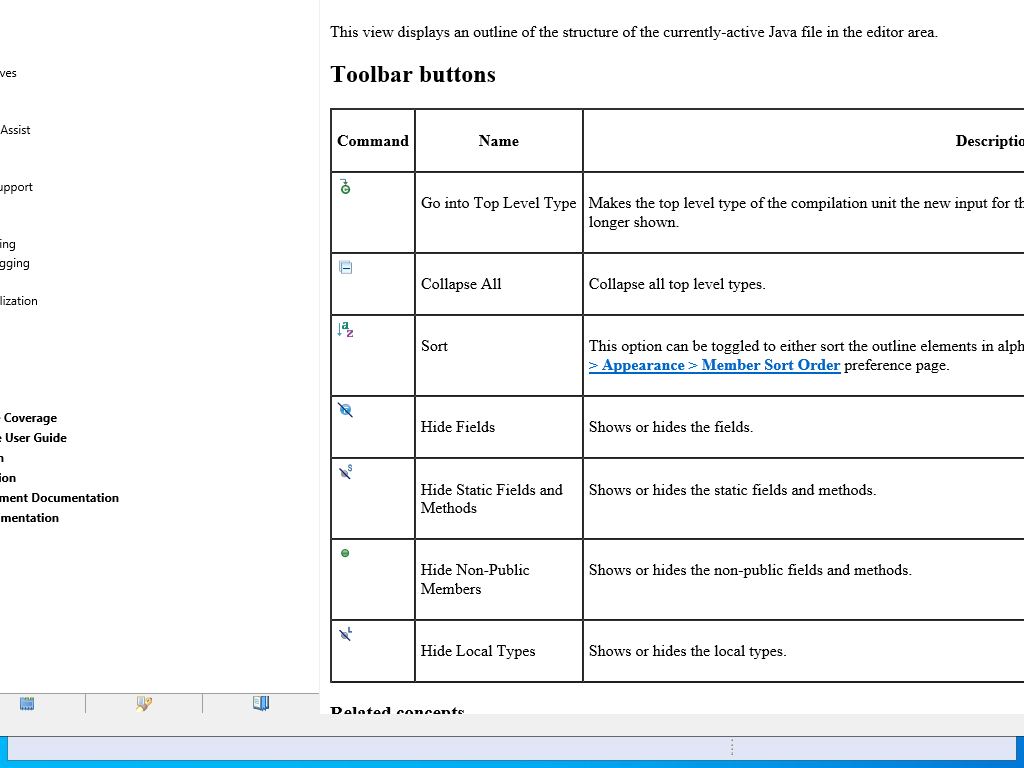 This view displays an outline of the structure of the currently-active Java file in the editor area.
Toolbar buttons
ves
Assist
upport
ing
gging
lization
Coverage
User Guide
n
ion
ment Documentation
mentation
Command Name Descriptio
Go into Top Level Type Makes the top level type of the compilation unit the new input for th
longer shown.
Collapse All Collapse all top level types.
Sort This option can be toggled to either sort the outline elements in alph
> Appearance > Member Sort Order preference page.
Hide Fields Shows or hides the fields.
Hide Static Fields and Shows or hides the static fields and methods.
Methods
Hide Non-Public Shows or hides the non-public fields and methods.
Members
Hide Local Types Shows or hides the local types.
Related concepts